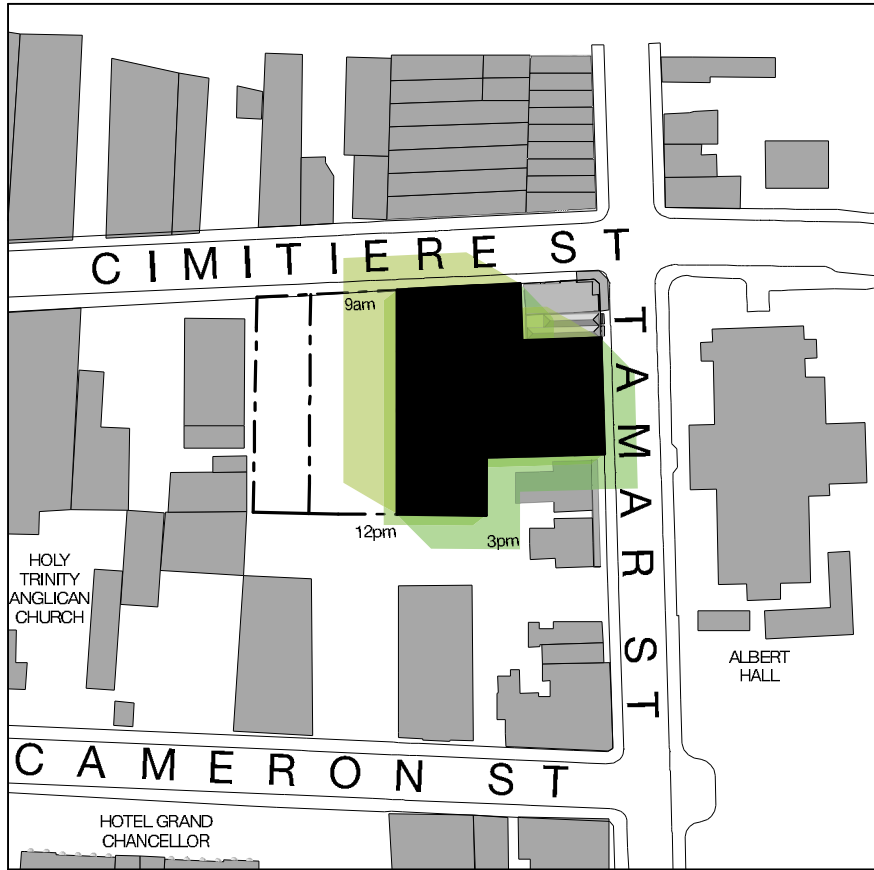 CIMITIERE ST
9am
TAMAR ST
12pm
3pm
HOLY
TRINITY
ANGLICAN
CHURCH
ALBERT
HALL
CAMERON ST
HOTEL GRAND
CHANCELLOR